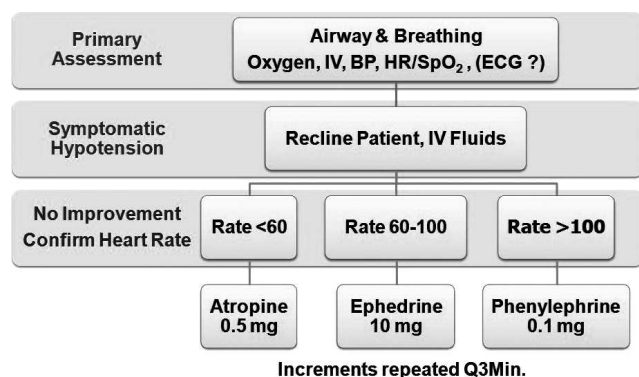 Primary
Assessment
Airway & Breathing
Oxygen, IV, BP, HR/SpO₂ , (ECG ?)
Symptomatic
Hypotension
Recline Patient, IV Fluids
No Improvement
Confirm Heart Rate
Rate <60
Rate 60-100
Rate >100
Atropine
0.5 mg
Ephedrine
10 mg
Phenylephrine
0.1 mg
Increments repeated Q3Min.